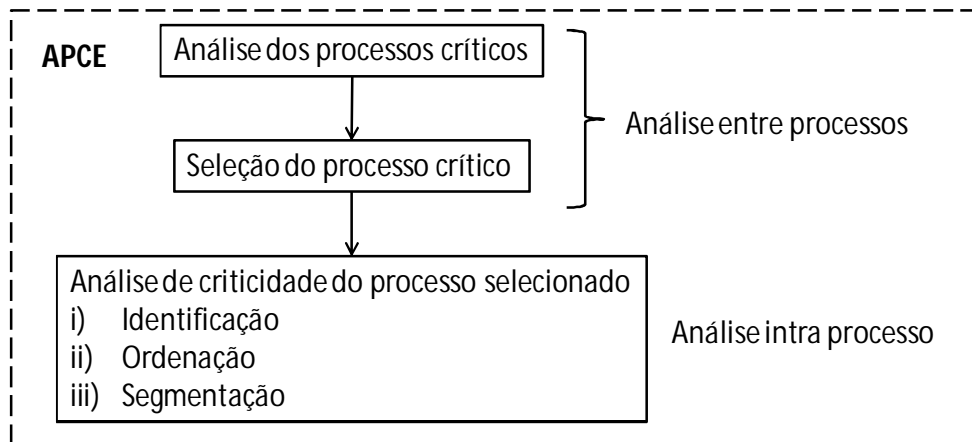 APCE
Análise dos processos críticos
Análise entre processos
Seleção do processo crítico
Análise de criticidade do processo selecionado
i) Identificação
ii) Ordenação
iii) Segmentação
Análise intra processo